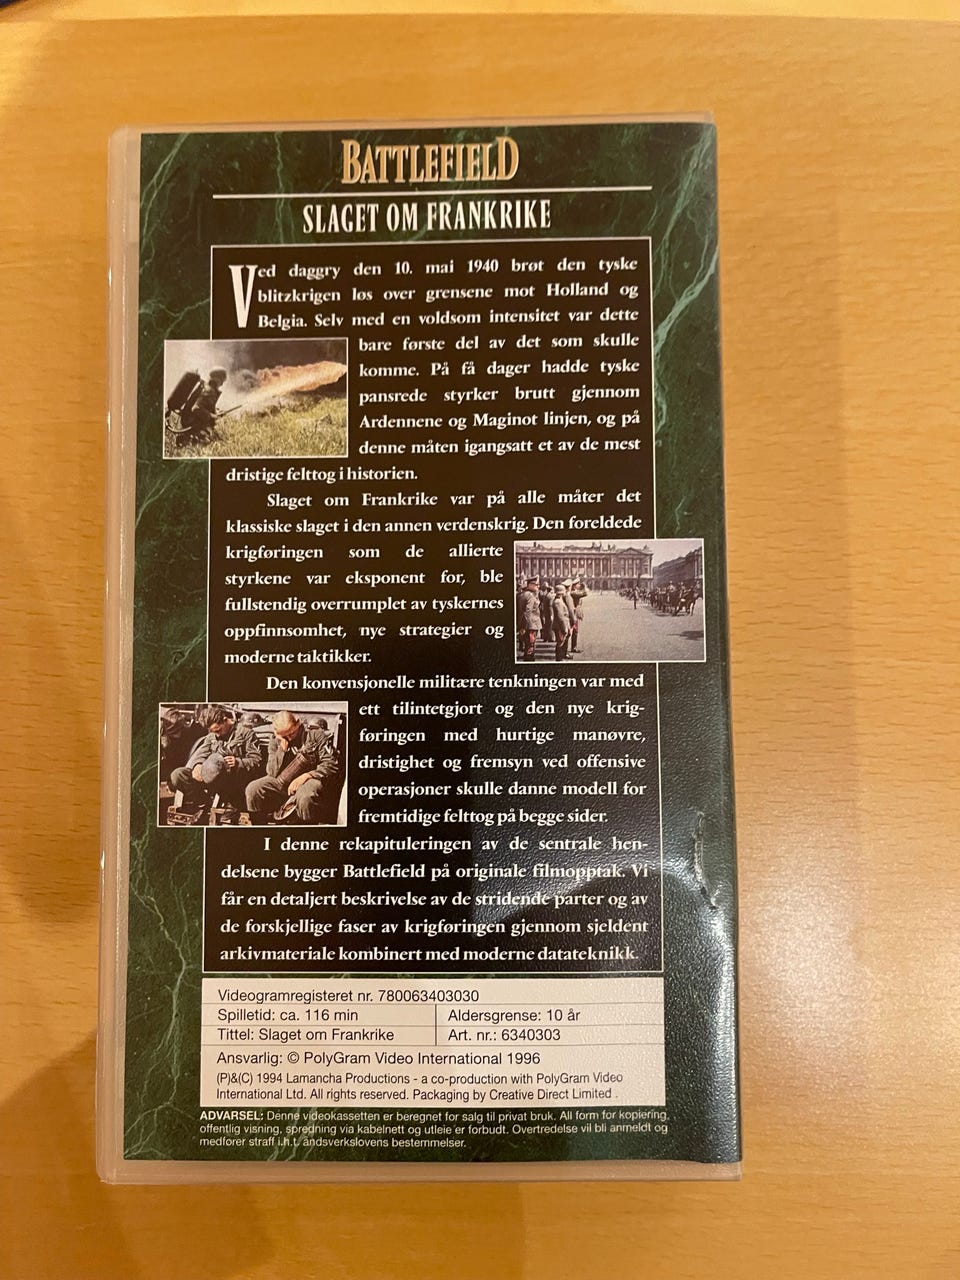 BATTLEFIELD
SLAGET OM FRANKRIKE
Ved daggry den 10. mai 1940 brøt den tyske
blitzkrigen løs over grensene mot Holland og
Belgia. Selv med en voldsom intensitet var dette
bare første del av det som skulle
komme. På få dager hadde tyske
pansrede styrker brutt gjennom
Ardennene og Maginot linjen, og på
denne måten igangsatt et av de mest
dristige felttog i historien.
Slaget om Frankrike var på alle måter det
klassiske slaget i den annen verdenskrig. Den foreldede
krigføringen som de allierte
styrkene var eksponent for, ble
fullstendig overrumplet av tyskernes
oppfinnsomhet, nye strategier og
moderne taktikker.
Den konvensjonelle militære tenkningen var med
ett tilintetgjort og den nye krig-
føringen med hurtige manøvre,
dristighet og fremsyn ved offensive
operasjoner skulle danne modell for
fremtidige felttog på begge sider.
I denne rekapituleringen av de sentrale hen-
delsene bygger Battlefield på originale filmopptak. Vi
får en detaljert beskrivelse av de stridende parter og av
de forskjellige faser av krigføringen gjennom sjeldent
arkivmateriale kombinert med moderne datateknikk.
Videogramregisteret nr. 780063403030
Spilletid: ca. 116 min Aldersgrense: 10 år
Tittel: Slaget om Frankrike Art. nr.: 6340303
Ansvarlig: © PolyGram Video International 1996
(P)&(C) 1994 Lamancha Productions - a co-production with PolyGram Video
International Ltd. All rights reserved. Packaging by Creative Direct Limited .
ADVARSEL: Denne videokassetten er beregnet for salg til privat bruk. All form for kopiering,
offentlig visning, spredning via kabelnett og utleie er forbudt. Overtredelse vil bli anmeldt og
medfører straff i.h.t. åndsverkslovens bestemmelser.